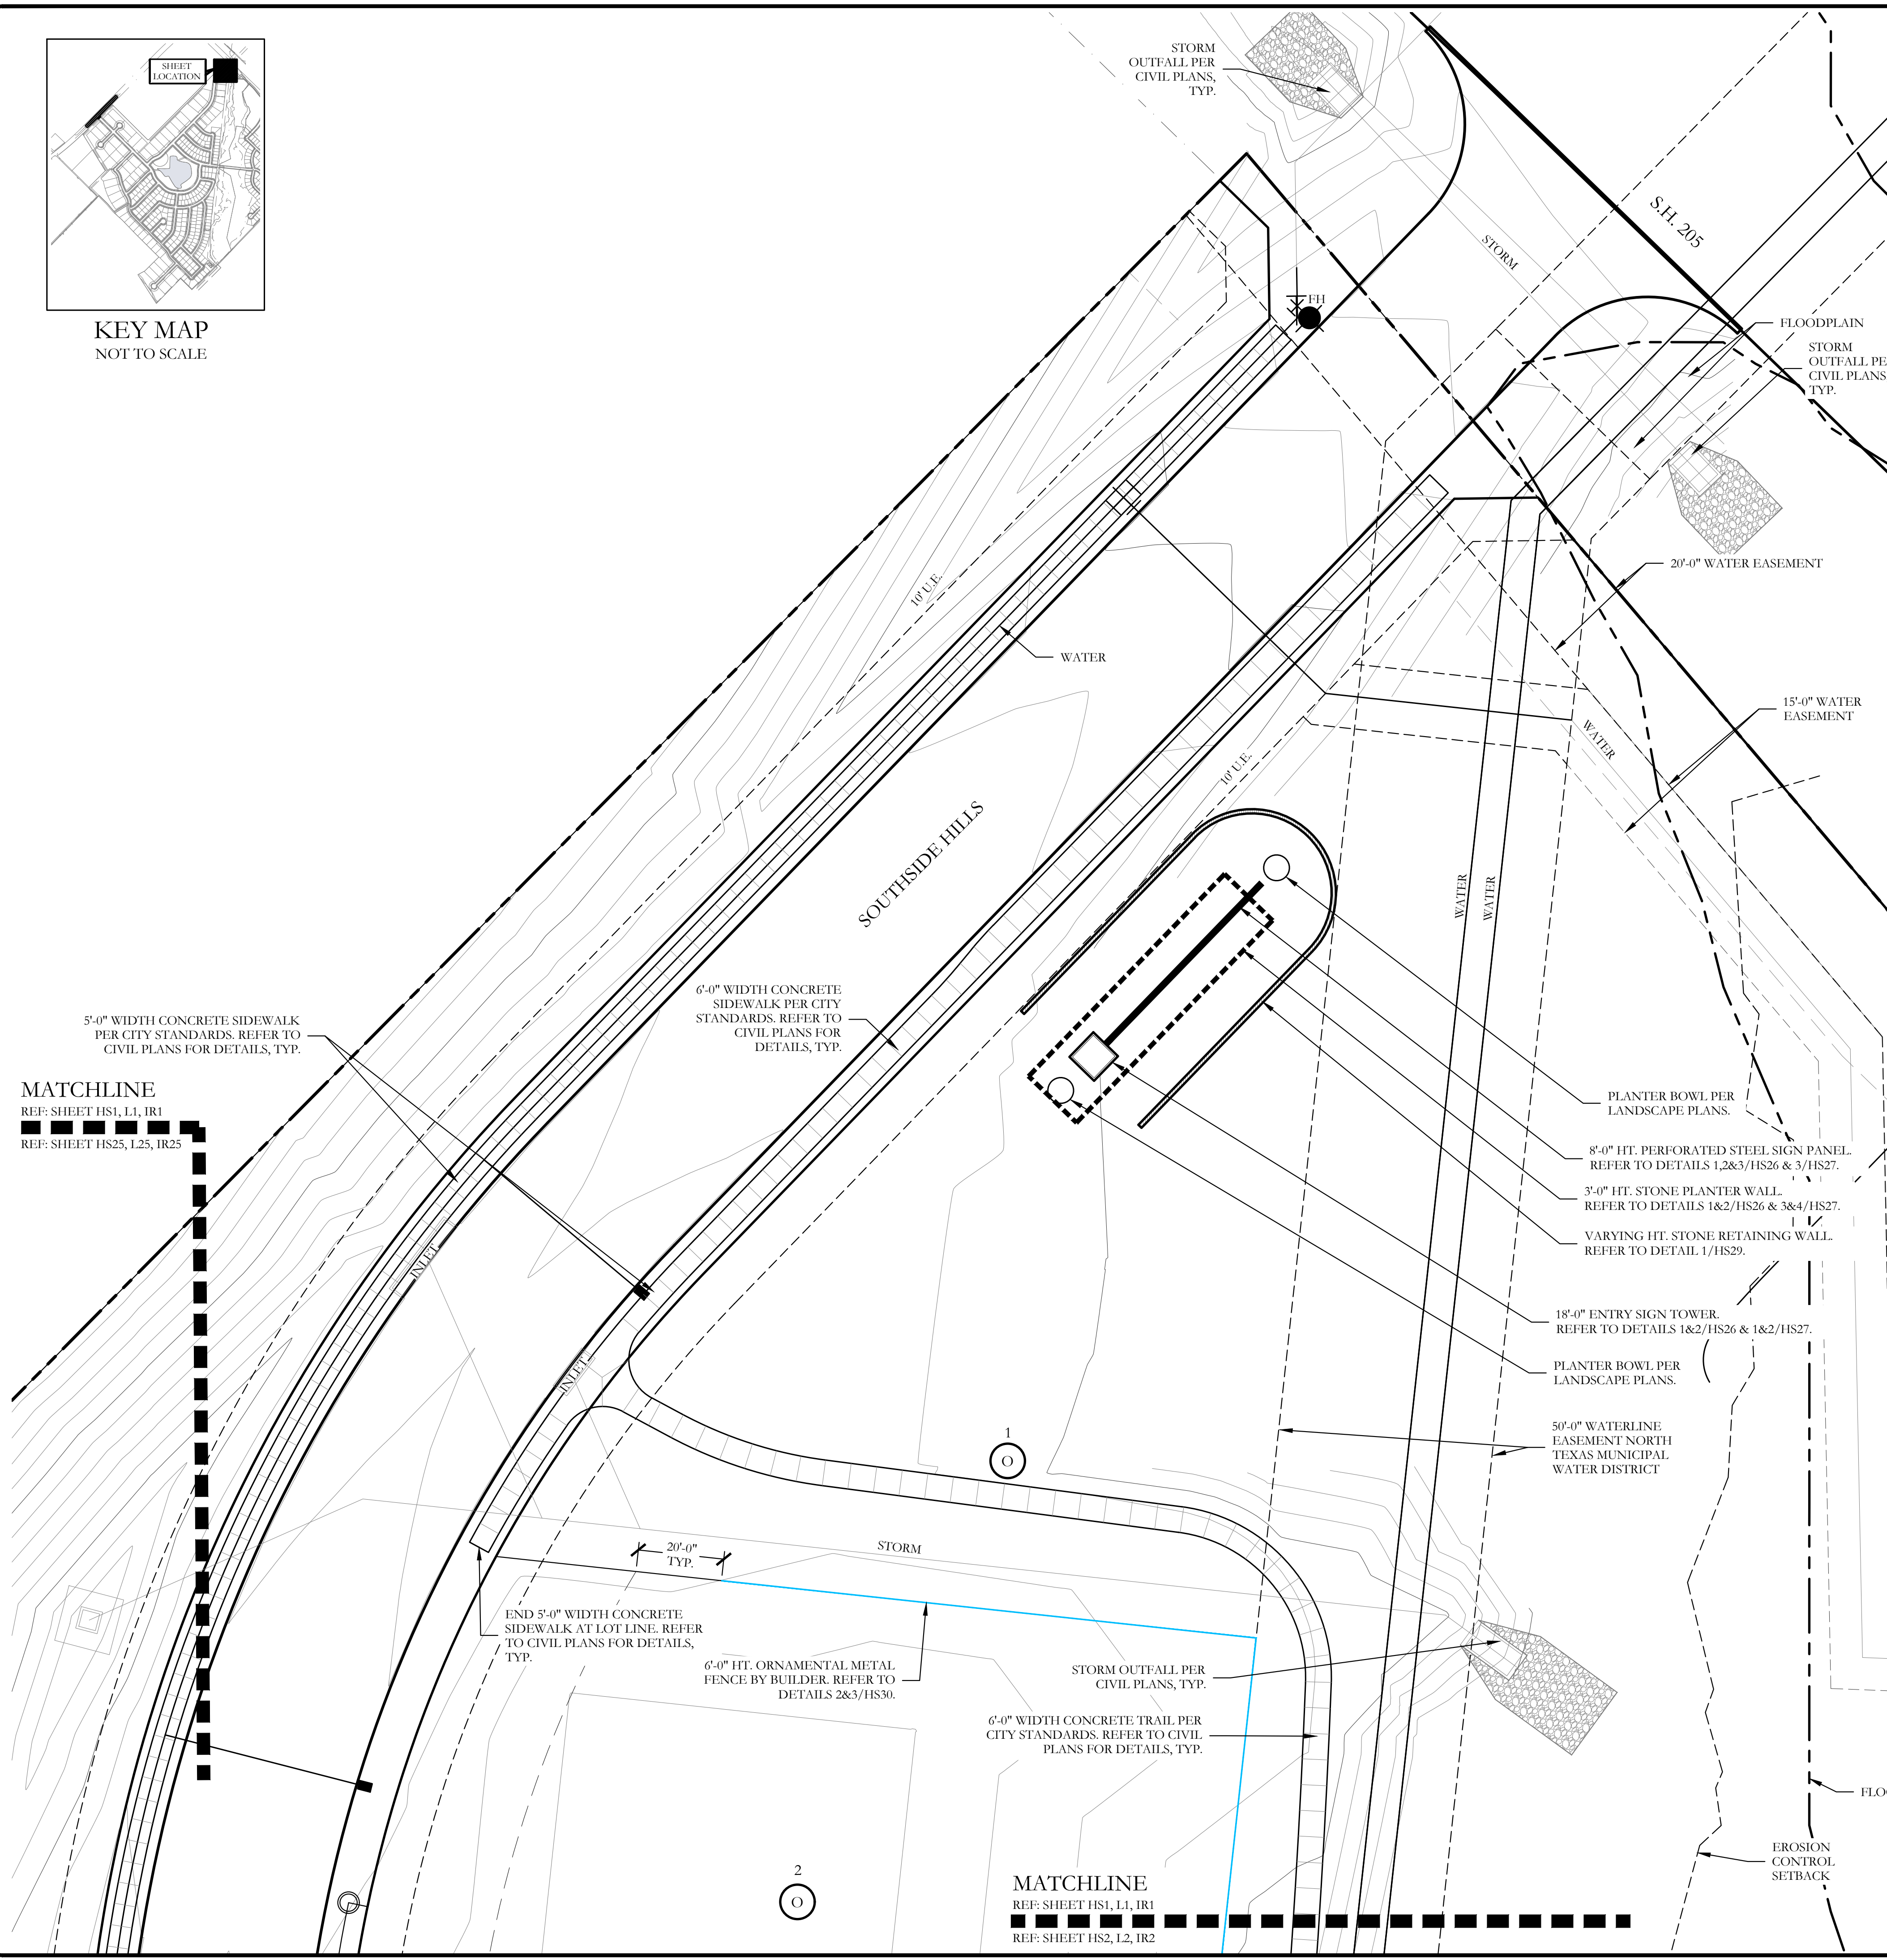 SHEET
LOCATION
KEY MAP
NOT TO SCALE
STORM
OUTFALL PER
CIVIL PLANS,
TYP.
S.H. 205
STORM
FH
FLOODPLAIN
STORM
OUTFALL PE
CIVIL PLANS
TYP.
20'-0" WATER EASEMENT
10' U.E.
WATER
15'-0" WATER
EASEMENT
WATER
10' U.E.
SOUTHSIDE HILLS
WATER
WATER
6'-0" WIDTH CONCRETE
SIDEWALK PER CITY
STANDARDS. REFER TO
CIVIL PLANS FOR
DETAILS, TYP.
5'-0" WIDTH CONCRETE SIDEWALK
PER CITY STANDARDS. REFER TO
CIVIL PLANS FOR DETAILS, TYP.
MATCHLINE
REF: SHEET HS1, L1, IR1
REF: SHEET HS25, L25, IR25
PLANTER BOWL PER
LANDSCAPE PLANS.
8'-0" HT. PERFORATED STEEL SIGN PANEL.
REFER TO DETAILS 1,2&3/HS26 & 3/HS27.
3'-0" HT. STONE PLANTER WALL.
REFER TO DETAILS 1&2/HS26 & 3&4/HS27.
VARYING HT. STONE RETAINING WALL.
REFER TO DETAIL 1/HS29.
INLET
18'-0" ENTRY SIGN TOWER.
REFER TO DETAILS 1&2/HS26 & 1&2/HS27.
INLET
PLANTER BOWL PER
LANDSCAPE PLANS.
50'-0" WATERLINE
EASEMENT NORTH
TEXAS MUNICIPAL
WATER DISTRICT
1
O
STORM
20'-0"
TYP.
END 5'-0" WIDTH CONCRETE
SIDEWALK AT LOT LINE. REFER
TO CIVIL PLANS FOR DETAILS,
TYP.
6'-0" HT. ORNAMENTAL METAL
FENCE BY BUILDER. REFER TO
DETAILS 2&3/HS30.
STORM OUTFALL PER
CIVIL PLANS, TYP.
6'-0" WIDTH CONCRETE TRAIL PER
CITY STANDARDS. REFER TO CIVIL
PLANS FOR DETAILS, TYP.
FLO
EROSION
CONTROL
SETBACK
2
O
MATCHLINE
REF: SHEET HS1, L1, IR1
REF: SHEET HS2, L2, IR2